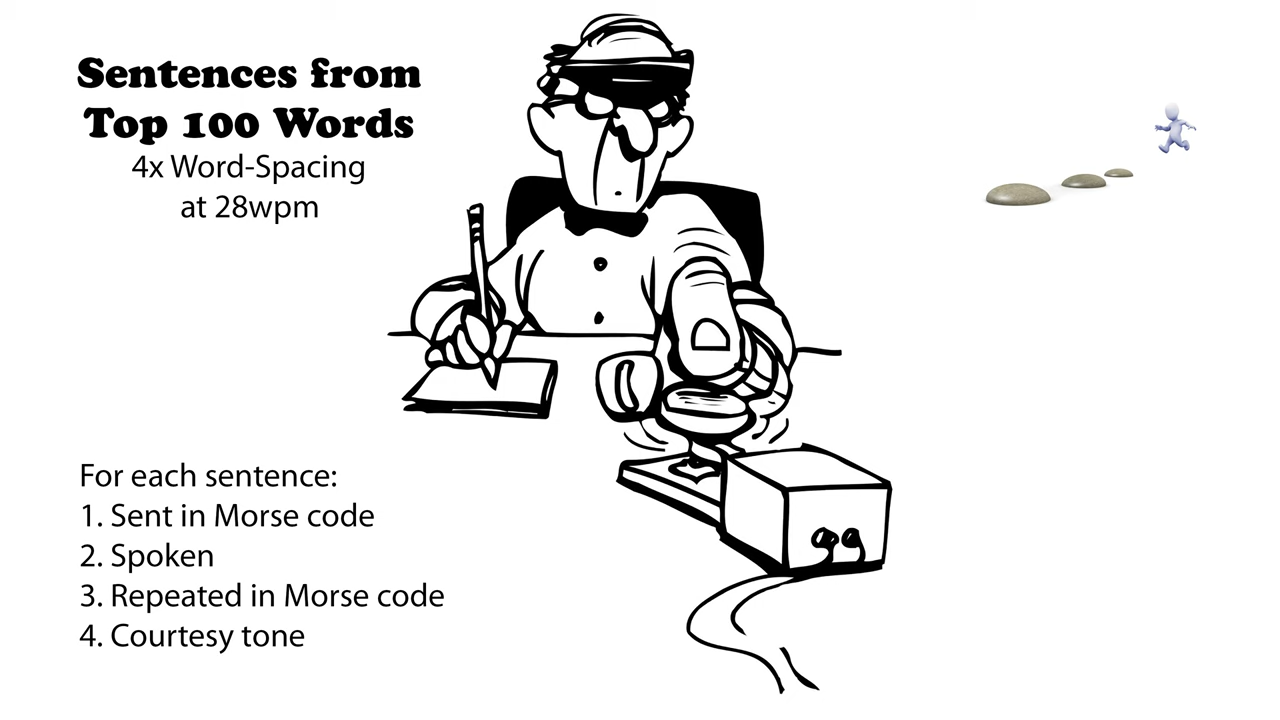 Sentences from
Top 100 Words
4x Word-Spacing
at 28wpm
For each sentence:
1. Sent in Morse code
2. Spoken
3. Repeated in Morse code
4. Courtesy tone